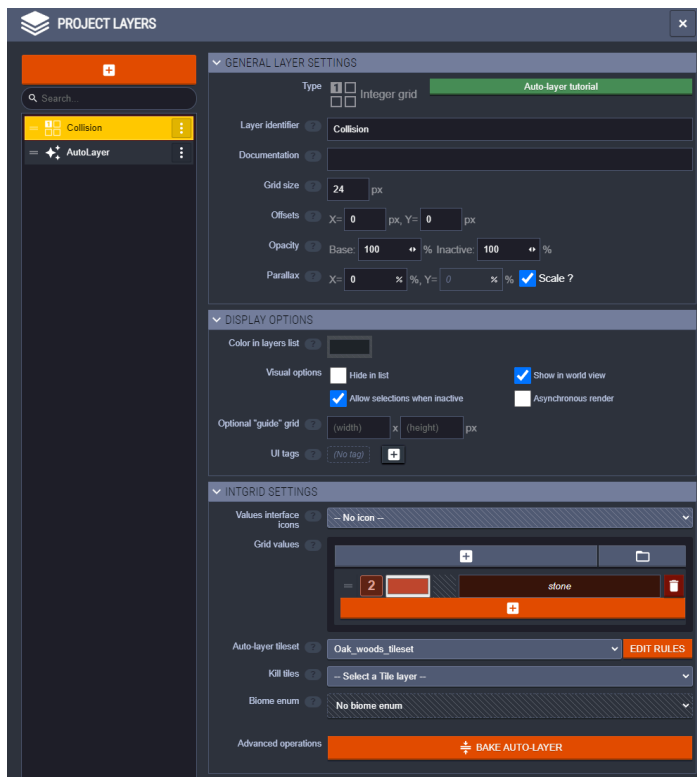 PROJECT LAYERS
Search...
Collision
AutoLayer
GENERAL LAYER SETTINGS
Type 1 Integer grid Auto-layer tutorial
Layer identifier ? Collision
Documentation ?
Grid size ? 24 px
Offsets ? X= 0 px, Y= 0 px
Opacity ? Base: 100 % Inactive: 100 %
Parallax ? X= 0 % %, Y= 0 % % Scale ?
DISPLAY OPTIONS
Color in layers list ?
Visual options Hide in list Show in world view
Allow selections when inactive Asynchronous render
Optional "guide" grid ? (width) x (height) px
UI tags ? (No tag)
INTGRID SETTINGS
Values interface icons ? -- No icon --
Grid values ?
2 stone
Auto-layer tileset ? Oak_woods_tileset EDIT RULES
Kill tiles ? -- Select a Tile layer --
Biome enum ? No biome enum
Advanced operations BAKE AUTO-LAYER